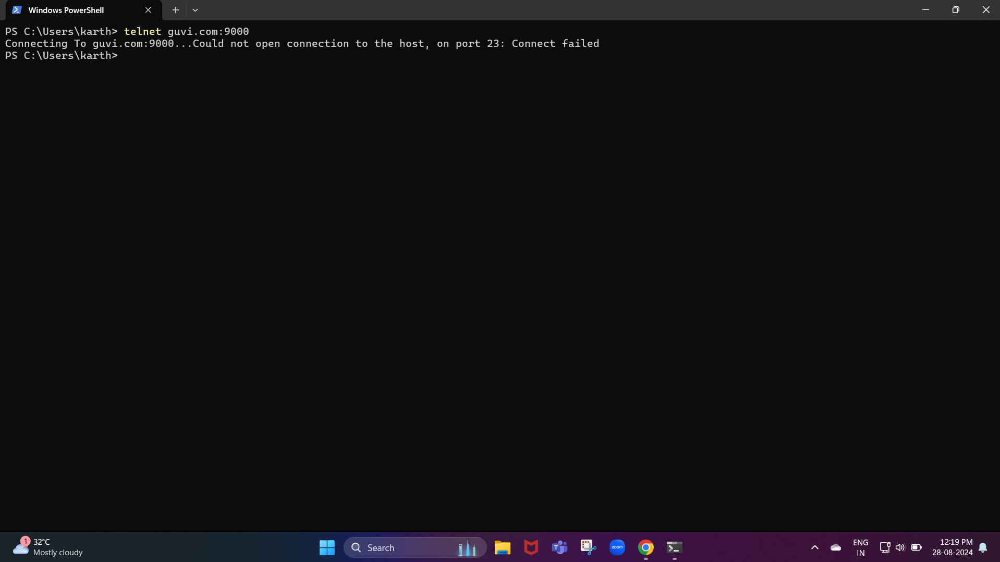 Windows PowerShell
PS C:\Users\karth> telnet guvi.com:9000
Connecting To guvi.com:9000...Could not open connection to the host, on port 23: Connect failed
PS C:\Users\karth>
1
32°C
Mostly cloudy
Search
T
zoom
ENG
IN
12:19 PM
28-08-2024